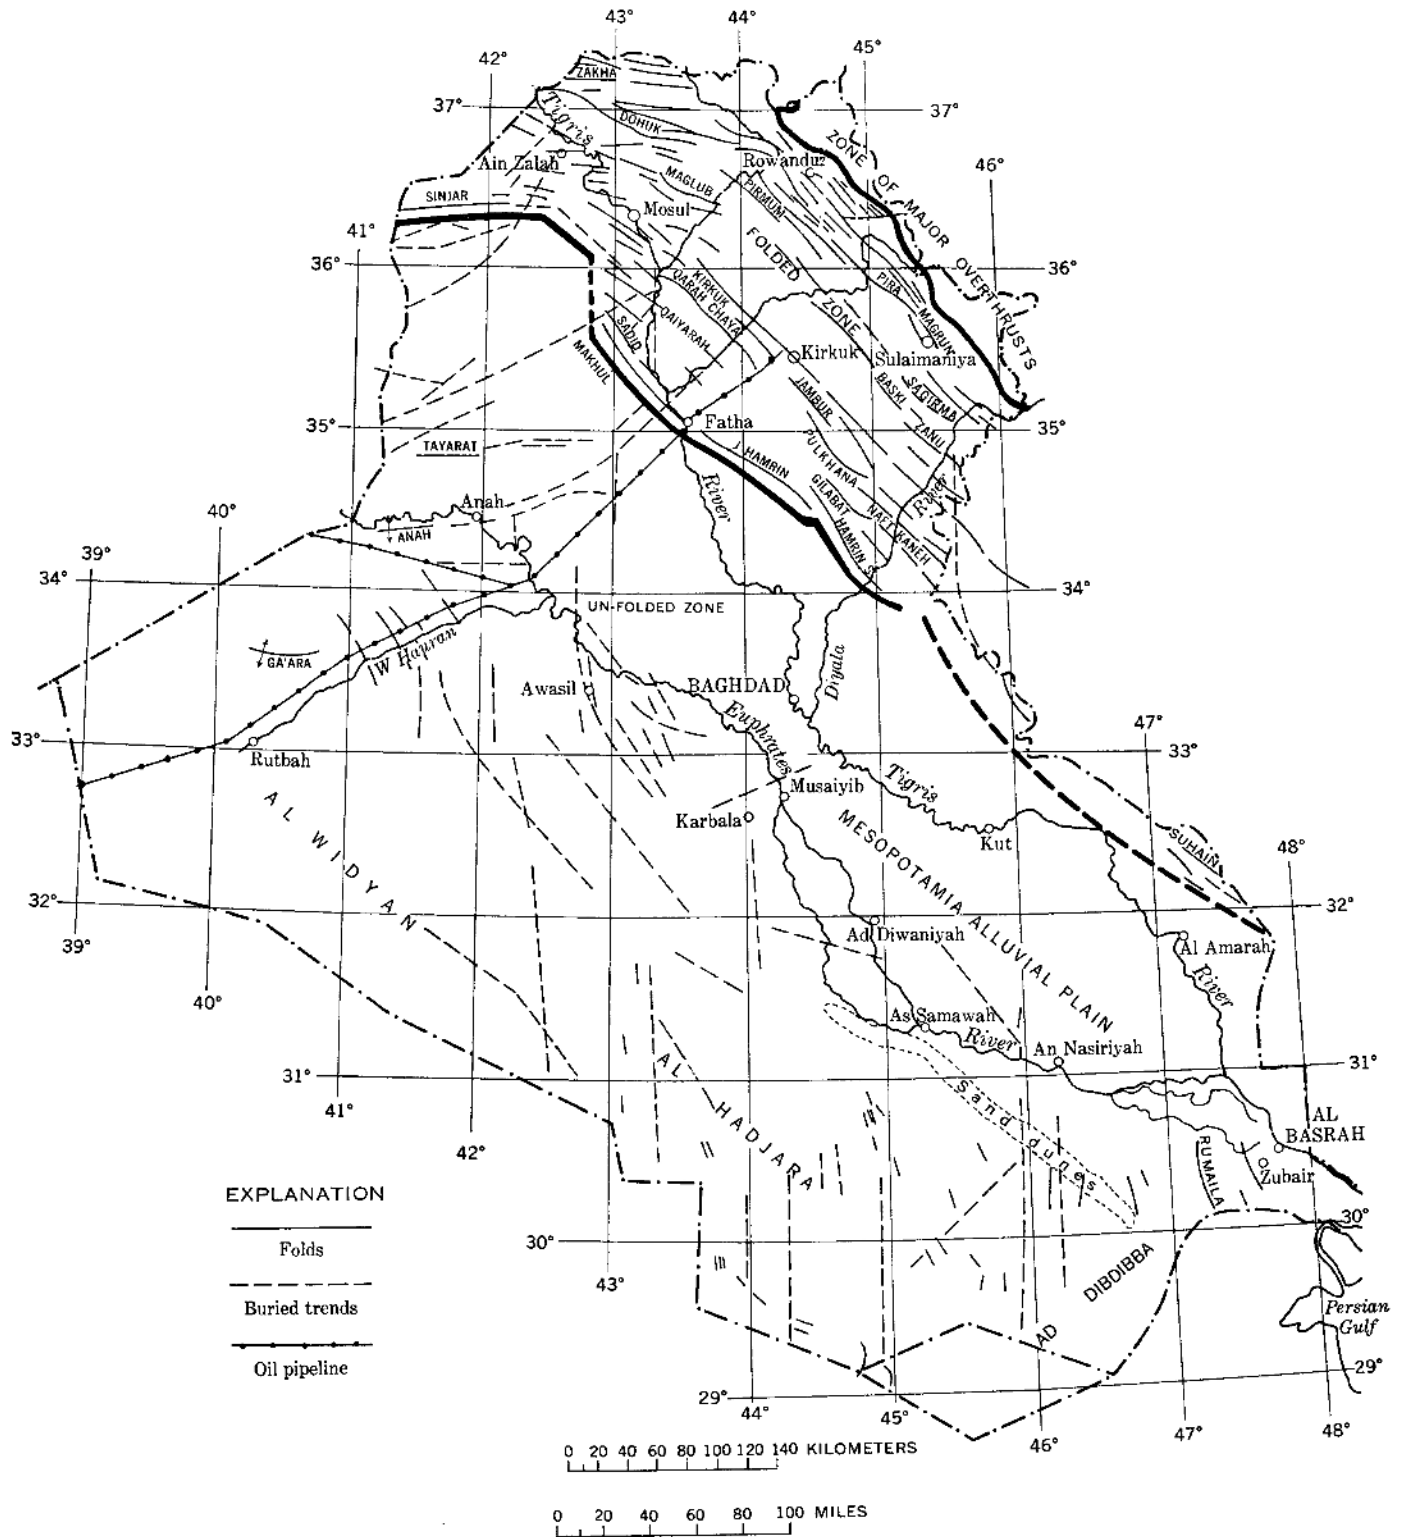 43°
44°
45°
42°
ZAKHA
37°
37°
Tigris
DOHUK
ZONE OF MAJOR OVERTHRUSTS
Ain Zalah
Rowanduz
46°
SINJAR
MAGLUB
PIRMUM
Mosul
41°
FOLDED ZONE
36°
36°
KIRKUK
QARAH CHAYA
PIRA MAGRUN
QAIYARAH
SADID
MAKHUL
Kirkuk
Sulaimaniya
JAMBUR
BASKI ZANUR
SAGIRMA
Fatha
35°
35°
TAYARAT
PULKHANA
J. HAMRIN
River
GILABAT
NAFT KANEH
River
HAMRIN S.
Anah
ANAH
40°
39°
34°
34°
UN-FOLDED ZONE
GA'ARA
W Hauran
Diyala
Awasil
BAGHDAD
Euphrates
47°
33°
33°
Rutbah
Tigris
Musaiyib
AL WIDYAN
Karbala
Kut
MESOPOTAMIA ALLUVIAL PLAIN
SUHAIN
48°
32°
32°
39°
Ad Diwaniyah
Al Amarah
40°
River
As Samawah
River
An Nasiriyah
31°
31°
AL HADJARA
Sand dunes
41°
AL
BASRAH
42°
RUMAILA
Zubair
EXPLANATION
Folds
Buried trends
Oil pipeline
30°
30°
43°
AD DIBDIBBA
Persian
Gulf
29°
29°
44°
45°
46°
47°
48°
0 20 40 60 80 100 120 140 KILOMETERS
0 20 40 60 80 100 MILES